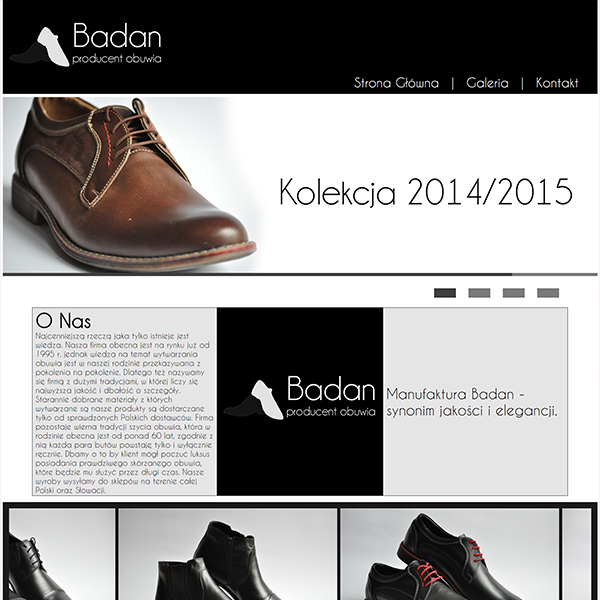 Badan
producent obuwia
Strona Główna | Galeria | Kontakt
Kolekcja 2014/2015
O Nas
Najcenniejszą rzeczą jaka tylko istnieje jest
wiedza. Nasza firma obecna jest na rynku już od
1995 r. jednak wiedza na temat wytwarzania
obuwia jest w naszej rodzinie przekazywana z
pokolenia na pokolenie. Dlatego też nazywamy
się firmą z dużymi tradycjami, w której liczy się
najwyższa jakość i dbałość o szczegóły.
Starannie dobrane materiały z których
wytwarzane są nasze produkty są dostarczane
tylko od sprawdzonych Polskich dostawców. Firma
pozostaje wierna tradycji szycia obuwia, która w
rodzinie obecna jest od ponad 60 lat, zgodnie z
nią każda para butów powstaję tylko i wyłącznie
ręcznie. Dbamy o to by klient mógł poczuć luksus
posiadania prawdziwego skórzanego obuwia,
które będzie mu służyć przez długi czas. Nasze
wyroby wysyłamy do sklepów na terenie całej
Polski oraz Słowacji.
Badan
producent obuwia
Manufaktura Badan -
synonim jakości i elegancji.